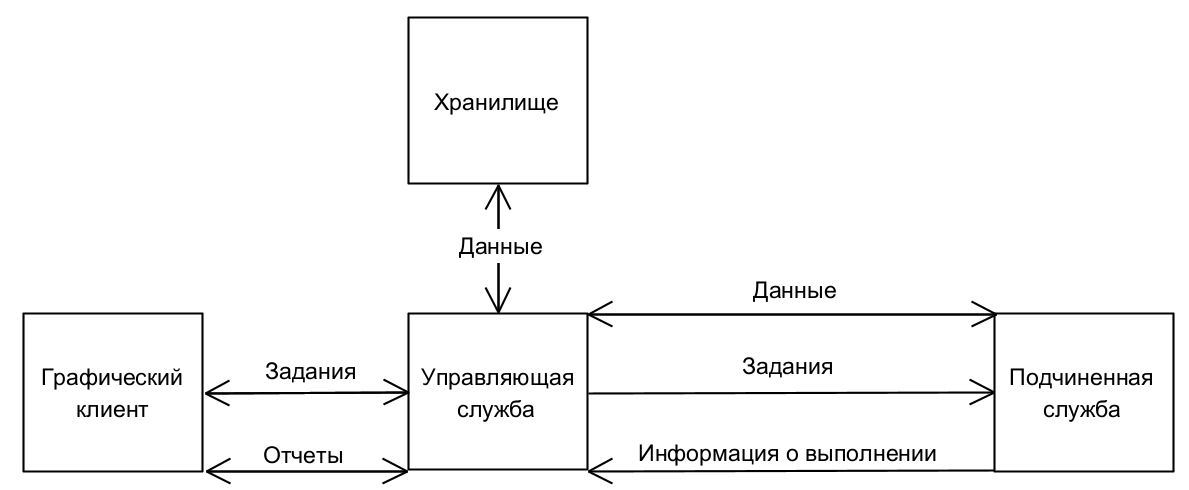 Хранилище
Данные
Данные
Графический
клиент
Задания
Управляющая
служба
Задания
Подчиненная
служба
Отчеты
Информация о выполнении